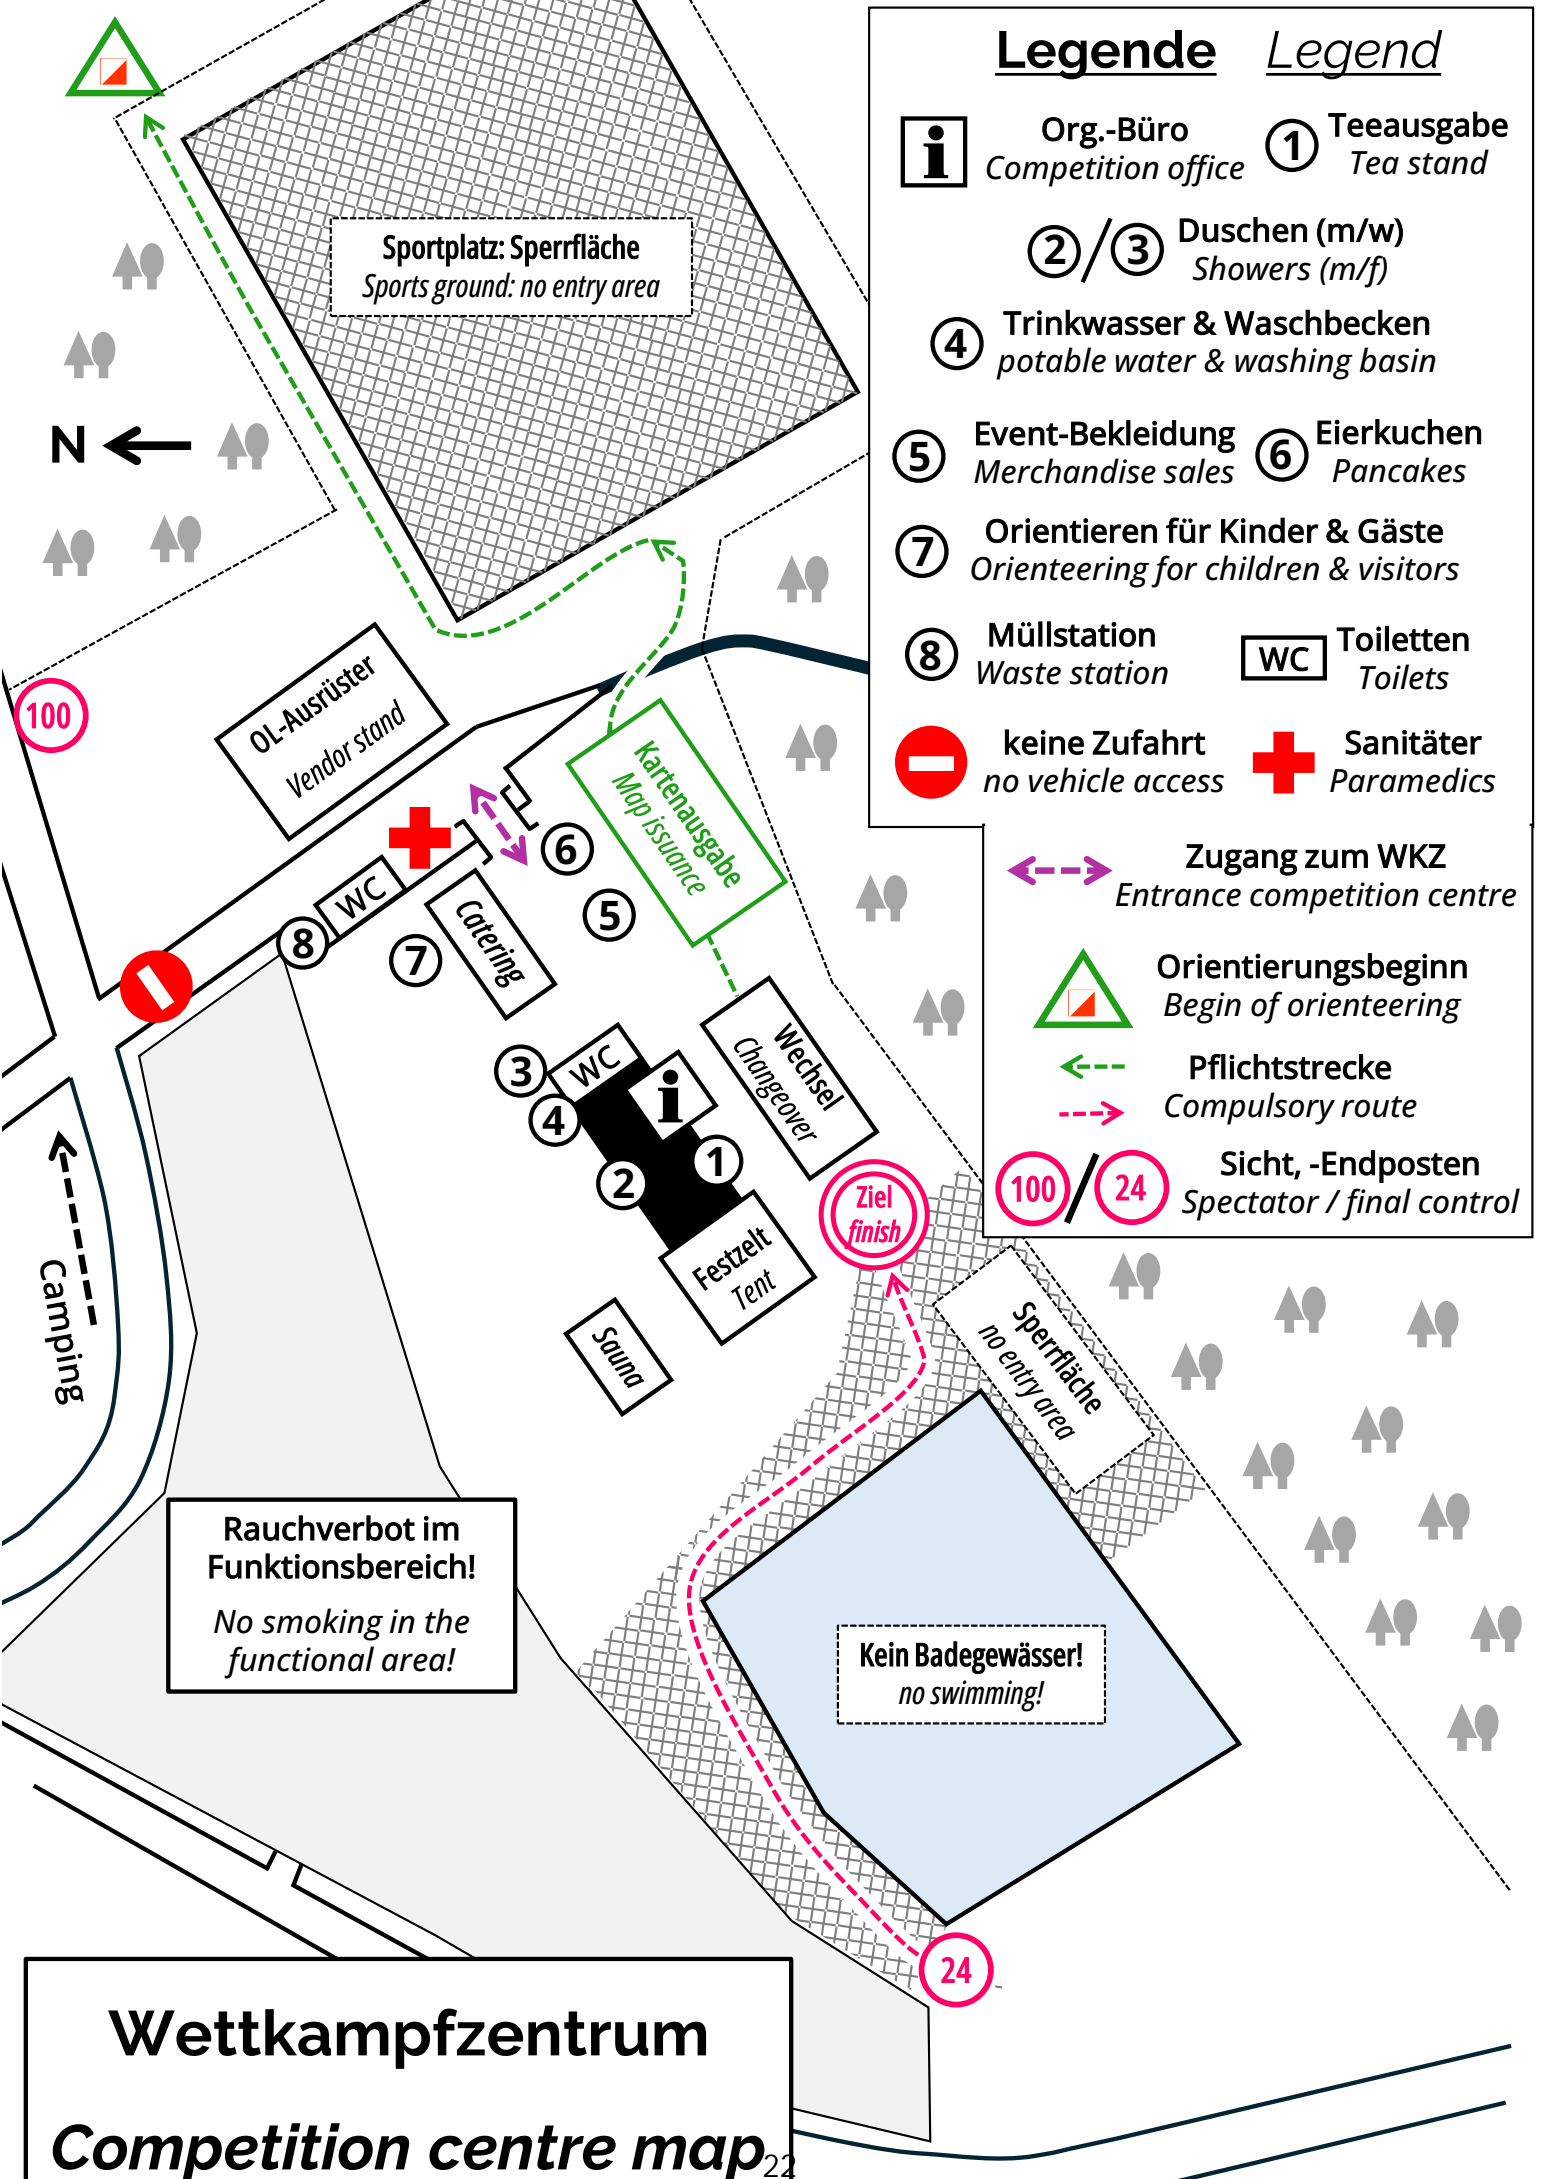 Legende Legend
Org.-Büro
Competition office
1 Teeausgabe
Tea stand
2/3 Duschen (m/w)
Showers (m/f)
4 Trinkwasser & Waschbecken
potable water & washing basin
5 Event-Bekleidung
Merchandise sales
6 Eierkuchen
Pancakes
7 Orientieren für Kinder & Gäste
Orienteering for children & visitors
8 Müllstation
Waste station
WC Toiletten
Toilets
keine Zufahrt
no vehicle access
Sanitäter
Paramedics
Zugang zum WKZ
Entrance competition centre
Orientierungsbeginn
Begin of orienteering
Pflichtstrecke
Compulsory route
100/24 Sicht, -Endposten
Spectator / final control
Sportplatz: Sperrfläche
Sports ground: no entry area
N
100
OL-Ausrüster
Vendor stand
Kartenausgabe
Map issuance
6
5
WC
8
7
Catering
Wechsel
Changeover
3
WC
i
4
1
2
Ziel
finish
Festzelt
Tent
Sauna
Camping
Sperrfläche
no entry area
Rauchverbot im
Funktionsbereich!
No smoking in the
functional area!
Kein Badegewässer!
no swimming!
24
Wettkampfzentrum
Competition centre map
22